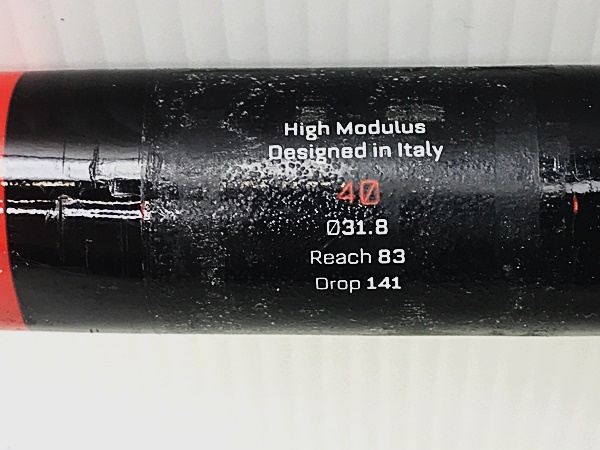 High Modulus
Designed in Italy
40
Ø31.8
Reach 83
Drop 141